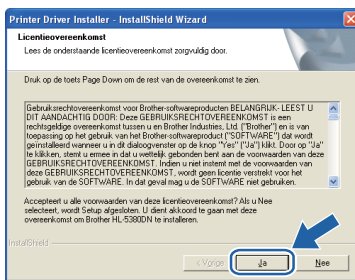 Printer Driver Installer - InstallShield Wizard
Licentieovereenkomst
Lees de onderstaande licentieovereenkomst zorgvuldig door.
Druk op de toets Page Down om de rest van de overeenkomst te zien.
Gebruiksrechtovereenkomst voor Brother-softwareproducten BELANGRIJK- LEEST U
DIT AANDACHTIG DOOR: Deze GEBRUIKSRECHTOVEREENKOMST is een
rechtsgeldige overeenkomst tussen u en Brother Industries, Ltd. ("Brother") en is van
toepassing op het gebruik van het Brother-softwareproduct ("SOFTWARE") dat wordt
geïnstalleerd wanneer u in dit dialoogvenster op de knop "Yes" ("Ja") klikt. Door op "Ja"
te klikken, stemt u ermee in dat u wettelijk gebonden bent aan de voorwaarden van deze
GEBRUIKSRECHTOVEREENKOMST. Indien u niet instemt met de voorwaarden van
deze GEBRUIKSRECHTOVEREENKOMST, wordt geen licentie verstrekt voor het
gebruik van de SOFTWARE. In dat geval mag u de SOFTWARE niet gebruiken.
Accepteert u alle voorwaarden van deze licentieovereenkomst? Als u Nee
selecteert, wordt Setup afgesloten. U dient akkoord te gaan met deze
overeenkomst om Brother HL-5380DN te installeren.
InstallShield
< Vorige
Ja
Nee